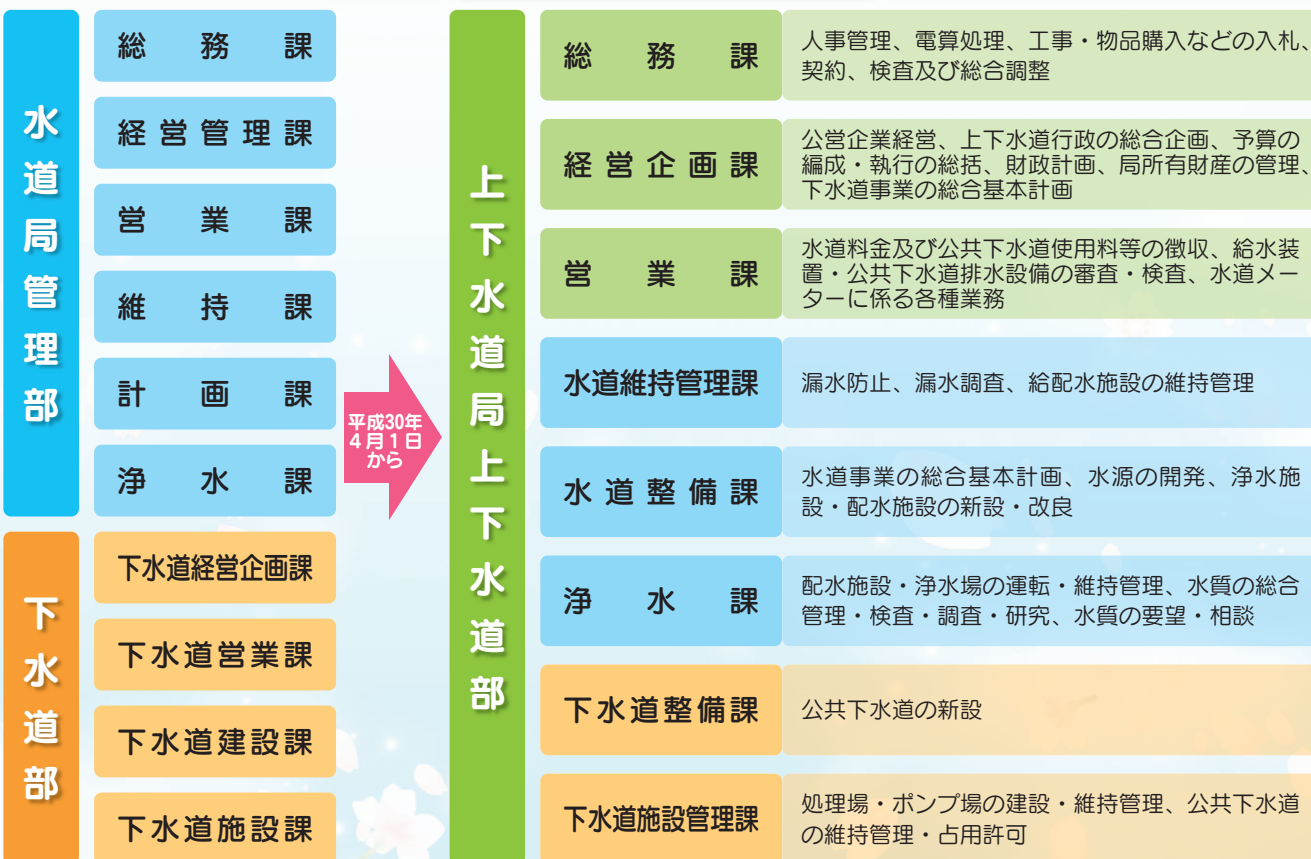 水道局管理部
総務課
経営管理課
営業課
維持課
計画課
浄水課
下水道部
下水道経営企画課
下水道営業課
下水道建設課
下水道施設課
平成30年
4月1日
から
上下水道局上下水道部
総務課
人事管理、電算処理、工事・物品購入などの入札、
契約、検査及び総合調整
経営企画課
公営企業経営、上下水道行政の総合企画、予算の
編成・執行の総括、財政計画、局所有財産の管理、
下水道事業の総合基本計画
営業課
水道料金及び公共下水道使用料等の徴収、給水装
置・公共下水道排水設備の審査・検査、水道メー
ターに係る各種業務
水道維持管理課
漏水防止、漏水調査、給配水施設の維持管理
水道整備課
水道事業の総合基本計画、水源の開発、浄水施
設・配水施設の新設・改良
浄水課
配水施設・浄水場の運転・維持管理、水質の総合
管理・検査・調査・研究、水質の要望・相談
下水道整備課
公共下水道の新設
下水道施設管理課
処理場・ポンプ場の建設・維持管理、公共下水道
の維持管理・占用許可